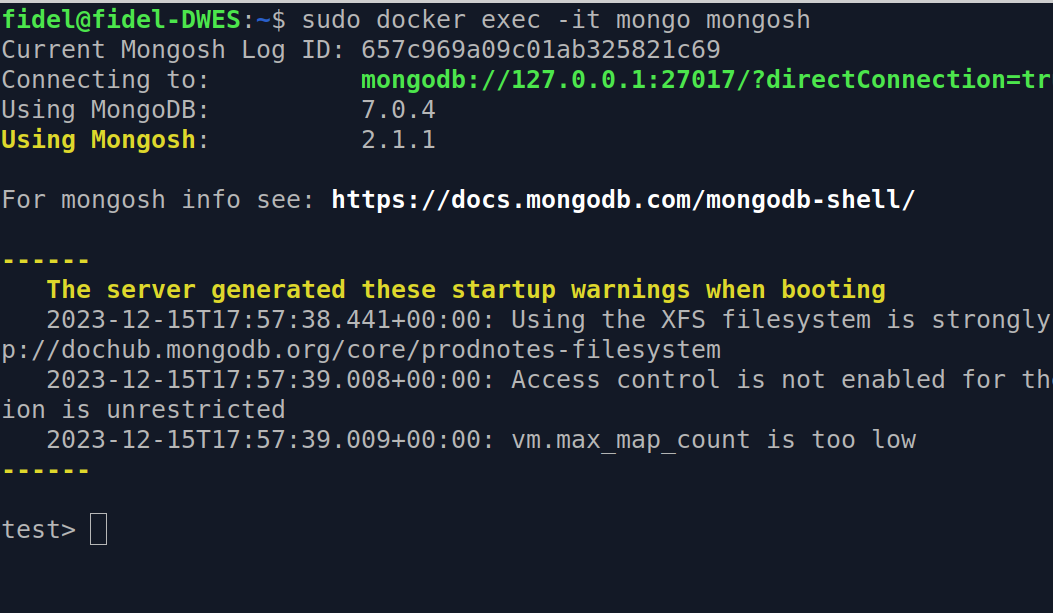 fidel@fidel-DWES:~$ sudo docker exec -it mongo mongosh
Current Mongosh Log ID: 657c969a09c01ab325821c69
Connecting to:          mongodb://127.0.0.1:27017/?directConnection=tr
Using MongoDB:          7.0.4
Using Mongosh:          2.1.1
For mongosh info see: https://docs.mongodb.com/mongodb-shell/
------
   The server generated these startup warnings when booting
   2023-12-15T17:57:38.441+00:00: Using the XFS filesystem is strongly
p://dochub.mongodb.org/core/prodnotes-filesystem
   2023-12-15T17:57:39.008+00:00: Access control is not enabled for the
ion is unrestricted
   2023-12-15T17:57:39.009+00:00: vm.max_map_count is too low
------
test>